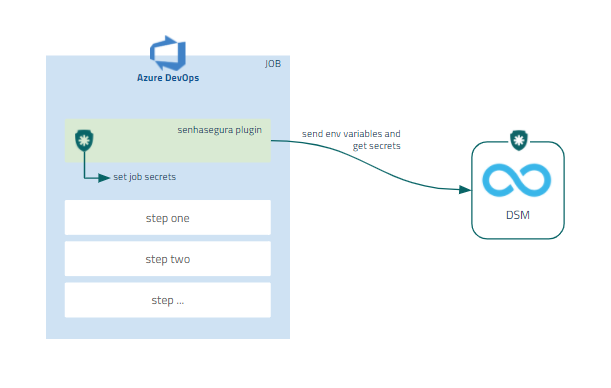 JOB
Azure DevOps
senhasegura plugin
set job secrets
send env variables and
get secrets
DSM
step one
step two
step ...